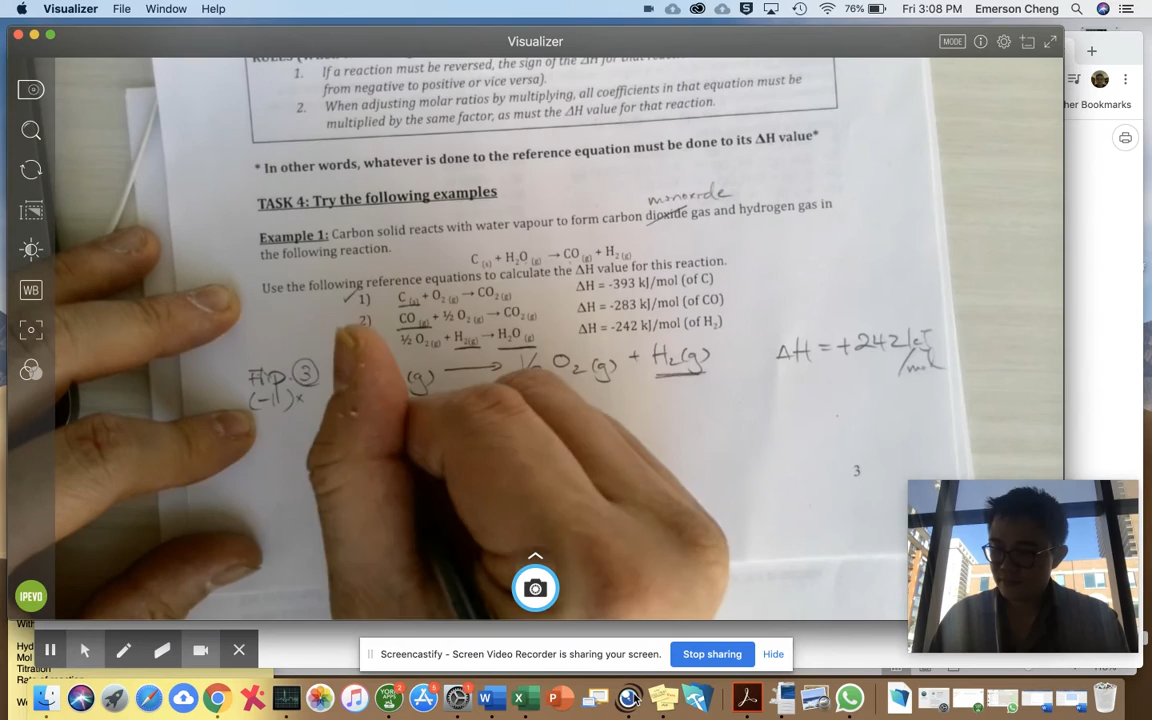 Visualizer File Window Help
76% Fri 3:08 PM Emerson Cheng
Visualizer
MODE
her Bookmarks
1. If a reaction must be reversed, the sign of the ΔH for that
from negative to positive or vice versa).
2. When adjusting molar ratios by multiplying, all coefficients in that equation must be
multiplied by the same factor, as must the ΔH value for that reaction.
* In other words, whatever is done to the reference equation must be done to its ΔH value*
TASK 4: Try the following examples
monoxide
Example 1: Carbon solid reacts with water vapour to form carbon dioxide gas and hydrogen gas in
the following reaction.
C (s) + H₂O (g) → CO (g) + H₂ (g)
Use the following reference equations to calculate the ΔH value for this reaction.
1) C (s) + O₂ (g) → CO₂ (g) ΔH = -393 kJ/mol (of C)
2) CO (g) + ½ O₂ (g) → CO₂ (g) ΔH = -283 kJ/mol (of CO)
½ O₂(g) + H₂(g) → H₂O (g) ΔH = -242 kJ/mol (of H₂)
Flip ③ (g) → O₂(g) + H₂(g) ΔH = +242 kJ/mol
(-1)×
3
WB
IPEVO
Screencastify - Screen Video Recorder is sharing your screen. Stop sharing Hide
With
Hyd
Mol
Titration